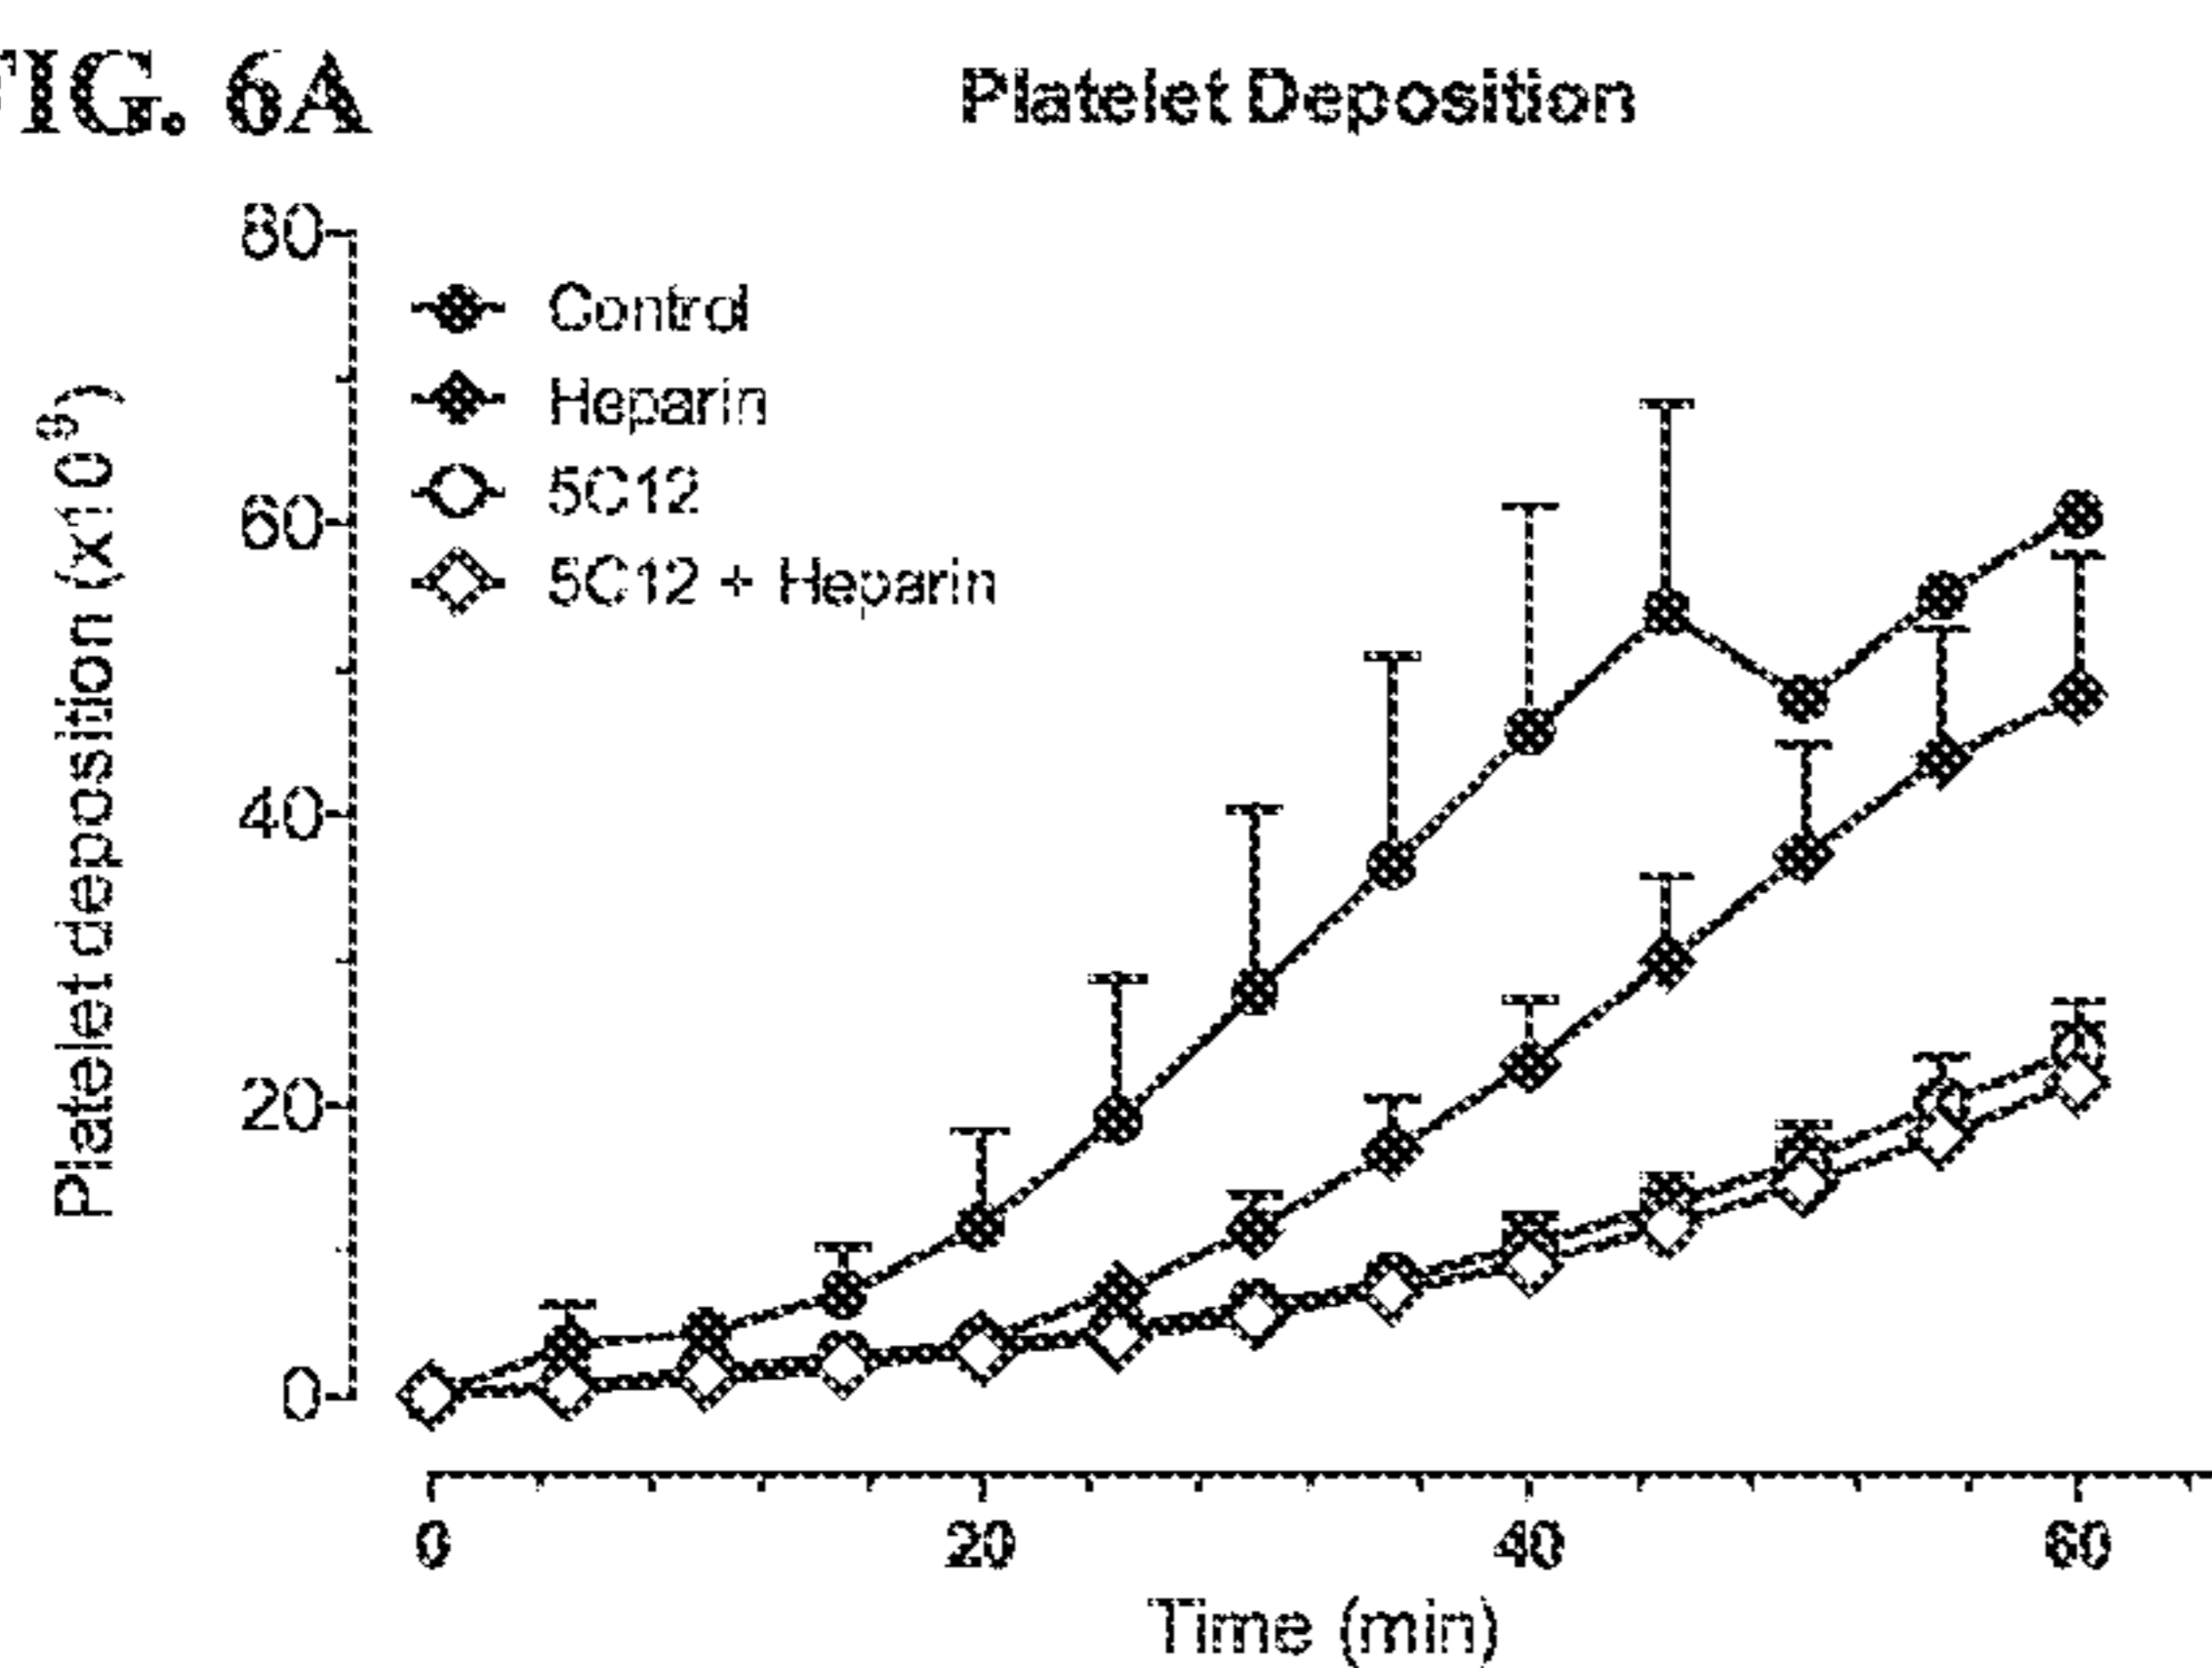 FIG. 6A
Platelet Deposition
Platelet deposition (x10⁹)
80
60
40
20
0
Control
Heparin
5C12
5C12 + Heparin
0 20 40 60
Time (min)